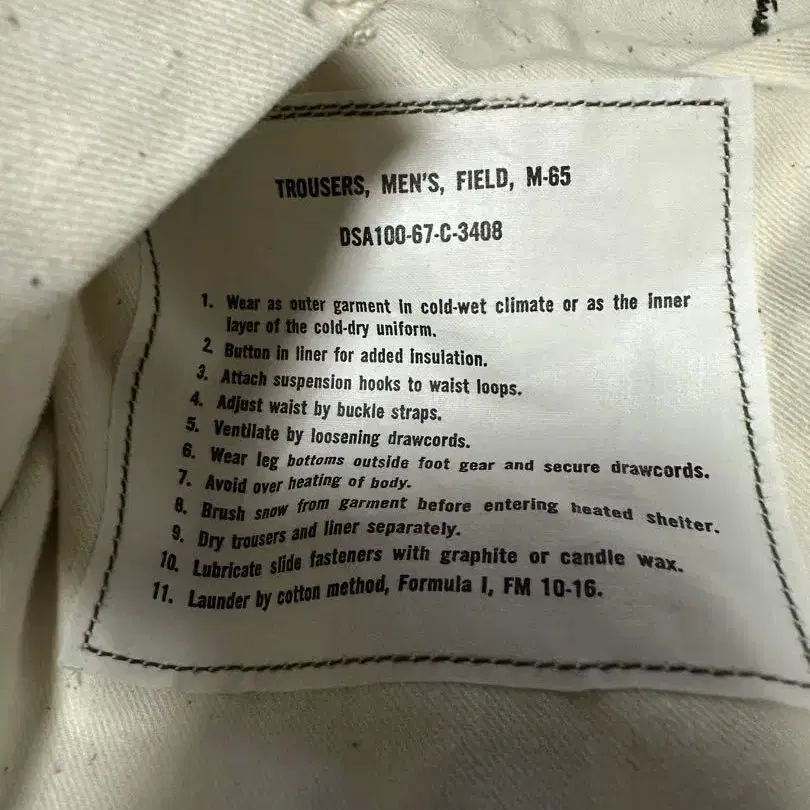 TROUSERS, MEN'S, FIELD, M-65
DSA100-67-C-3408
1. Wear as outer garment in cold-wet climate or as the inner
layer of the cold-dry uniform.
2. Button in liner for added insulation.
3. Attach suspension hooks to waist loops.
4. Adjust waist by buckle straps.
5. Ventilate by loosening drawcords.
6. Wear leg bottoms outside foot gear and secure drawcords.
7. Avoid over heating of body.
8. Brush snow from garment before entering heated shelter.
9. Dry trousers and liner separately.
10. Lubricate slide fasteners with graphite or candle wax.
11. Launder by cotton method, Formula I, FM 10-16.